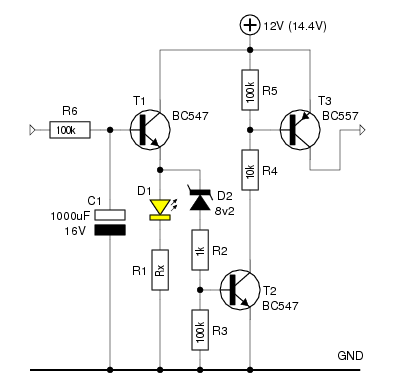 12V (14.4V)
R6
100k
T1
BC547
R5
100k
T3
BC557
R4
10k
C1
1000uF
16V
D1
D2
8v2
R1
Rx
R2
1k
T2
BC547
R3
100k
GND